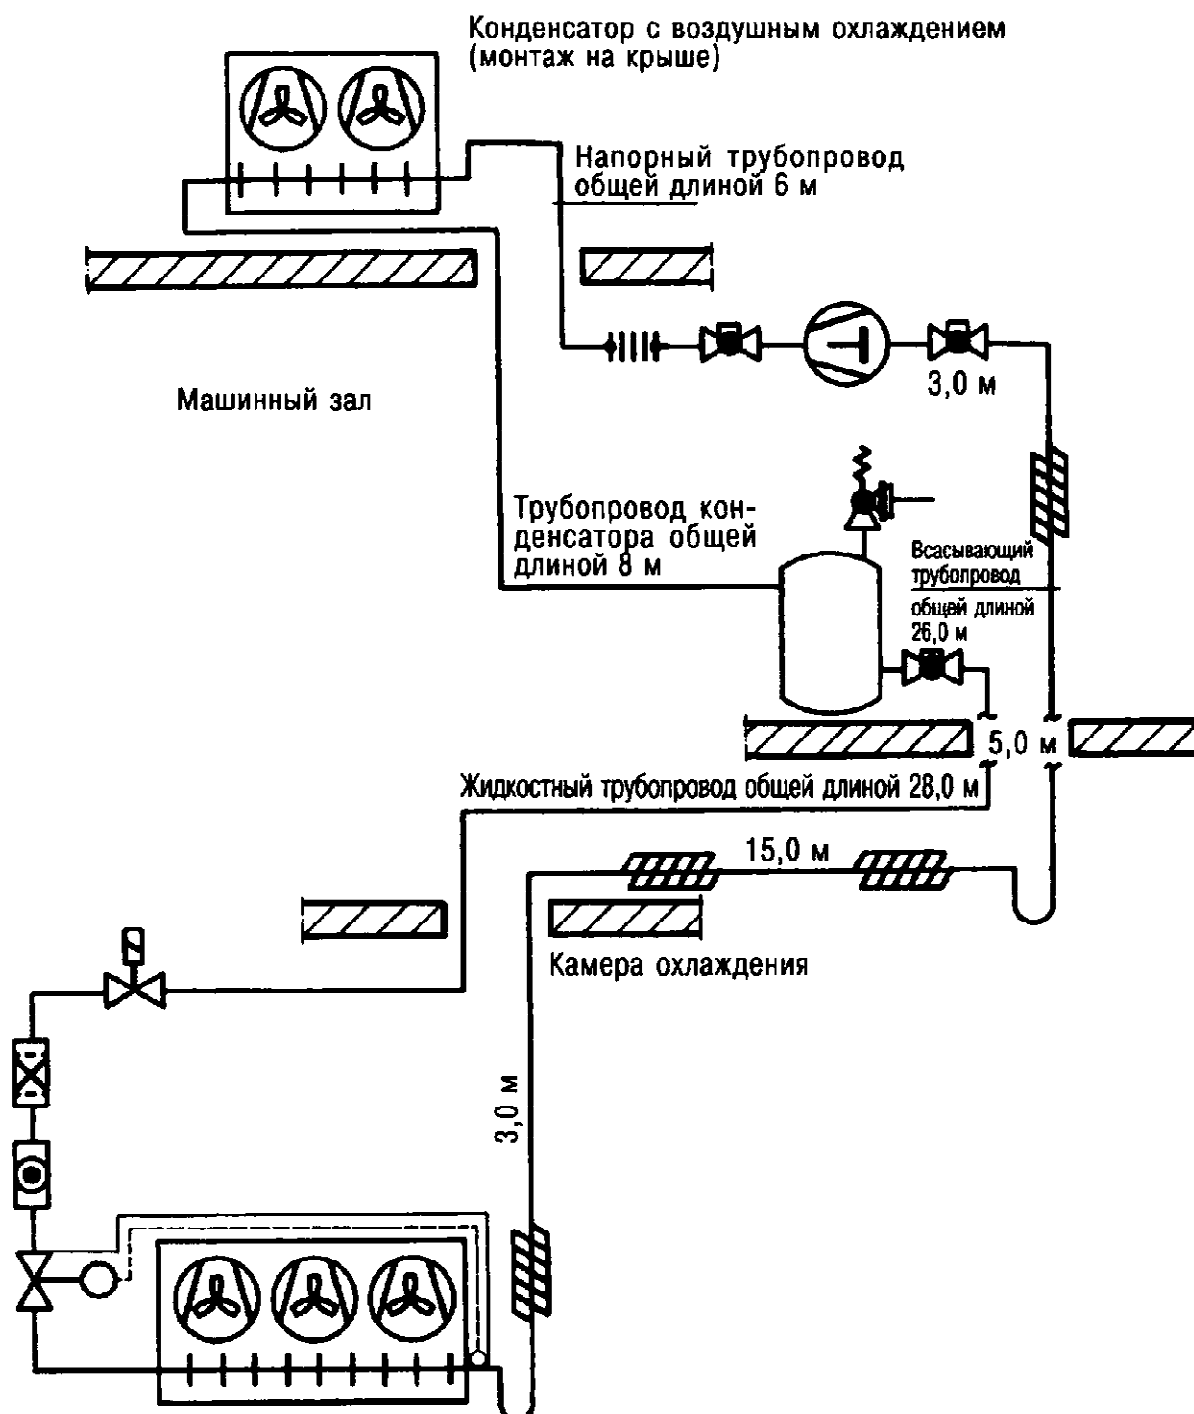 Конденсатор с воздушным охлаждением
(монтаж на крыше)
Напорный трубопровод
общей длиной 6 м
Машинный зал
3,0 м
Трубопровод кон-
денсатора общей
длиной 8 м
Всасывающий
трубопровод
общей длиной
26,0 м
5,0 м
Жидкостный трубопровод общей длиной 28,0 м
15,0 м
Камера охлаждения
3,0 м